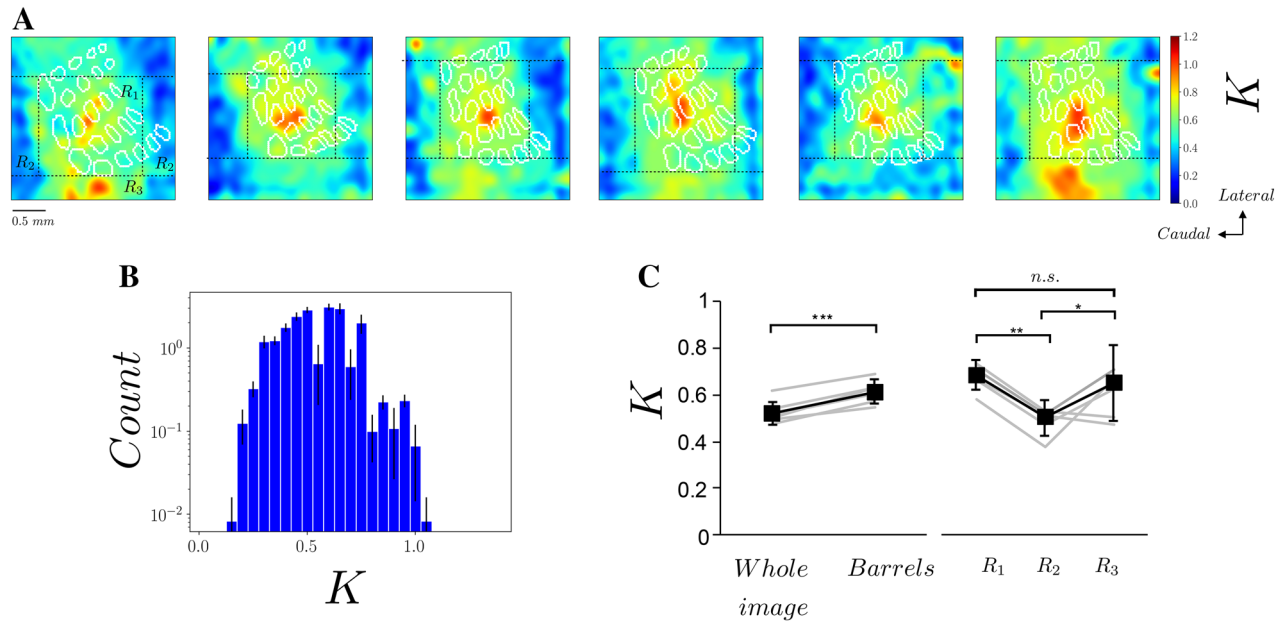 A
R1
R2
R2
R3
0.5 mm
1.2
1.0
0.8
0.6
0.4
0.2
0.0
K
Lateral
Caudal
B
Count
10^0
10^-1
10^-2
0.0
0.5
1.0
K
C
K
1
0.8
0.6
0.4
0.2
0
***
n.s.
**
*
Whole
image
Barrels
R1
R2
R3